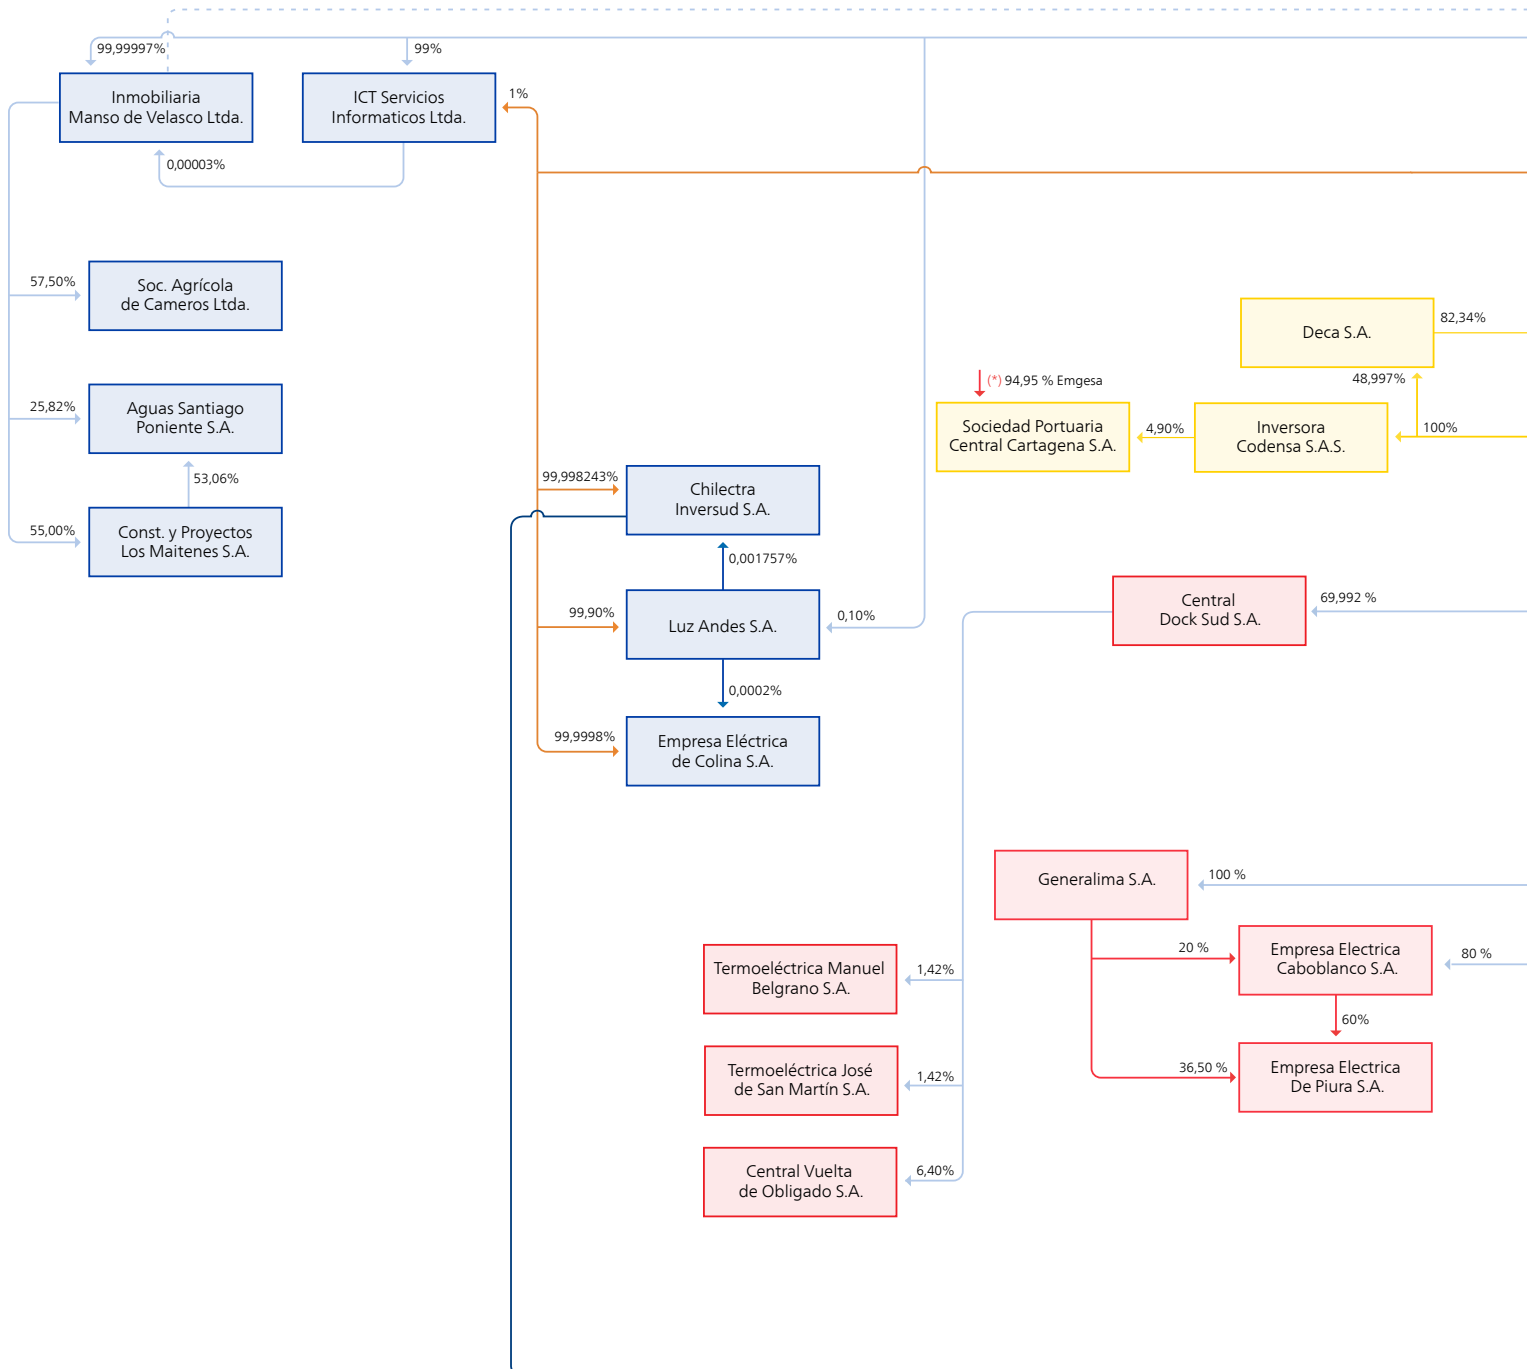 99,99997%
99%
Inmobiliaria
Manso de Velasco Ltda.
ICT Servicios
Informaticos Ltda.
1%
0,00003%
57,50%
Soc. Agrícola
de Cameros Ltda.
25,82%
Aguas Santiago
Poniente S.A.
53,06%
55,00%
Const. y Proyectos
Los Maitenes S.A.
Deca S.A.
82,34%
48,997%
(*) 94,95 % Emgesa
Sociedad Portuaria
Central Cartagena S.A.
4,90%
Inversora
Codensa S.A.S.
100%
99,998243%
Chilectra
Inversud S.A.
0,001757%
99,90%
Luz Andes S.A.
0,10%
0,0002%
99,9998%
Empresa Eléctrica
de Colina S.A.
Central
Dock Sud S.A.
69,992 %
Generalima S.A.
100 %
20 %
Empresa Electrica
Caboblanco S.A.
80 %
60%
36,50 %
Empresa Electrica
De Piura S.A.
Termoeléctrica Manuel
Belgrano S.A.
1,42%
Termoeléctrica José
de San Martín S.A.
1,42%
Central Vuelta
de Obligado S.A.
6,40%